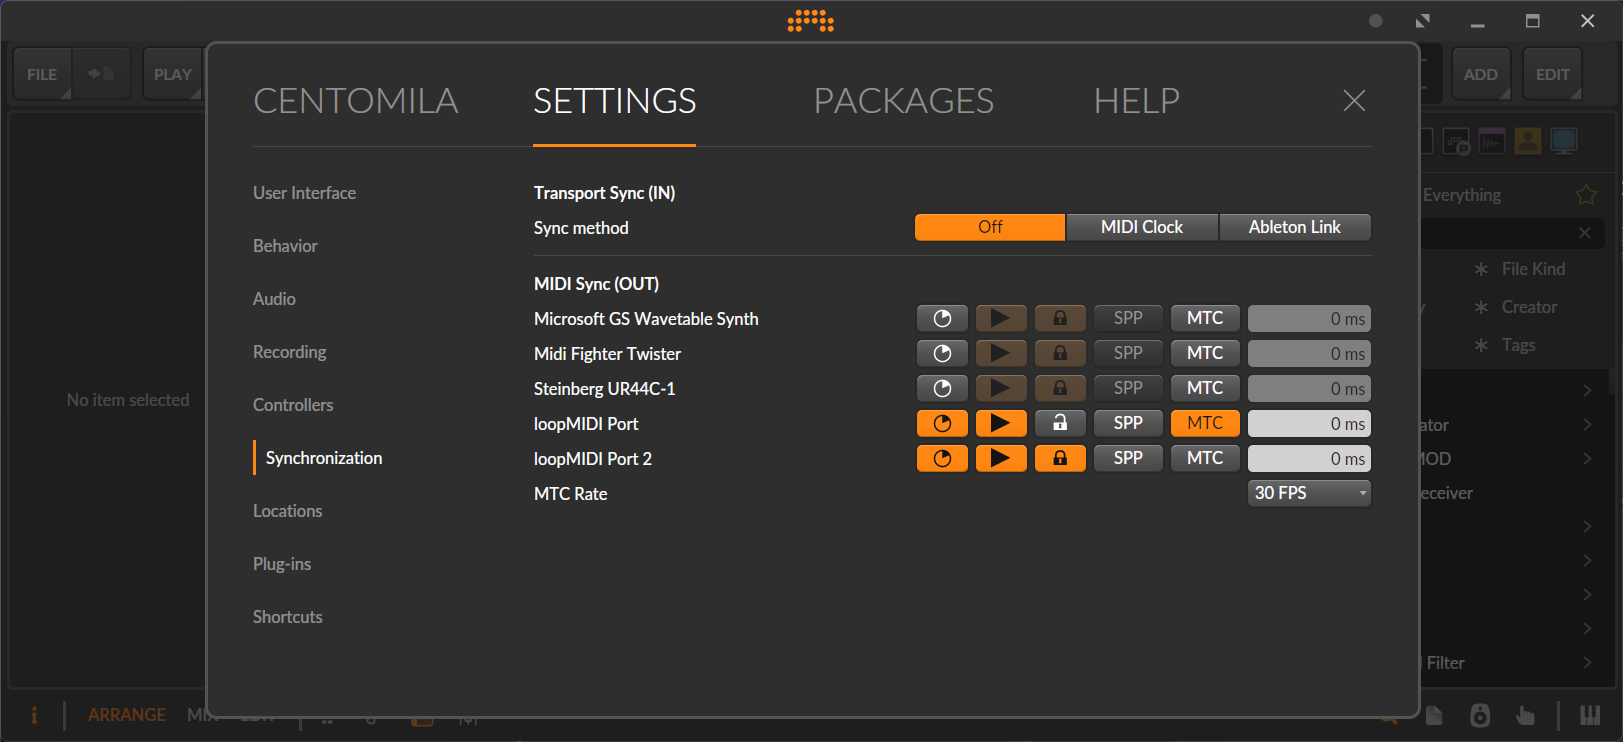 FILE
PLAY
ADD
EDIT
CENTOMILA
SETTINGS
PACKAGES
HELP
User Interface
Behavior
Audio
Recording
Controllers
Synchronization
Locations
Plug-ins
Shortcuts
Transport Sync (IN)
Sync method
Off
MIDI Clock
Ableton Link
MIDI Sync (OUT)
Microsoft GS Wavetable Synth
SPP
MTC
0 ms
Midi Fighter Twister
SPP
MTC
0 ms
Steinberg UR44C-1
SPP
MTC
0 ms
loopMIDI Port
SPP
MTC
0 ms
loopMIDI Port 2
SPP
MTC
0 ms
MTC Rate
30 FPS
No item selected
Everything
File Kind
Creator
Tags
Filter
ARRANGE